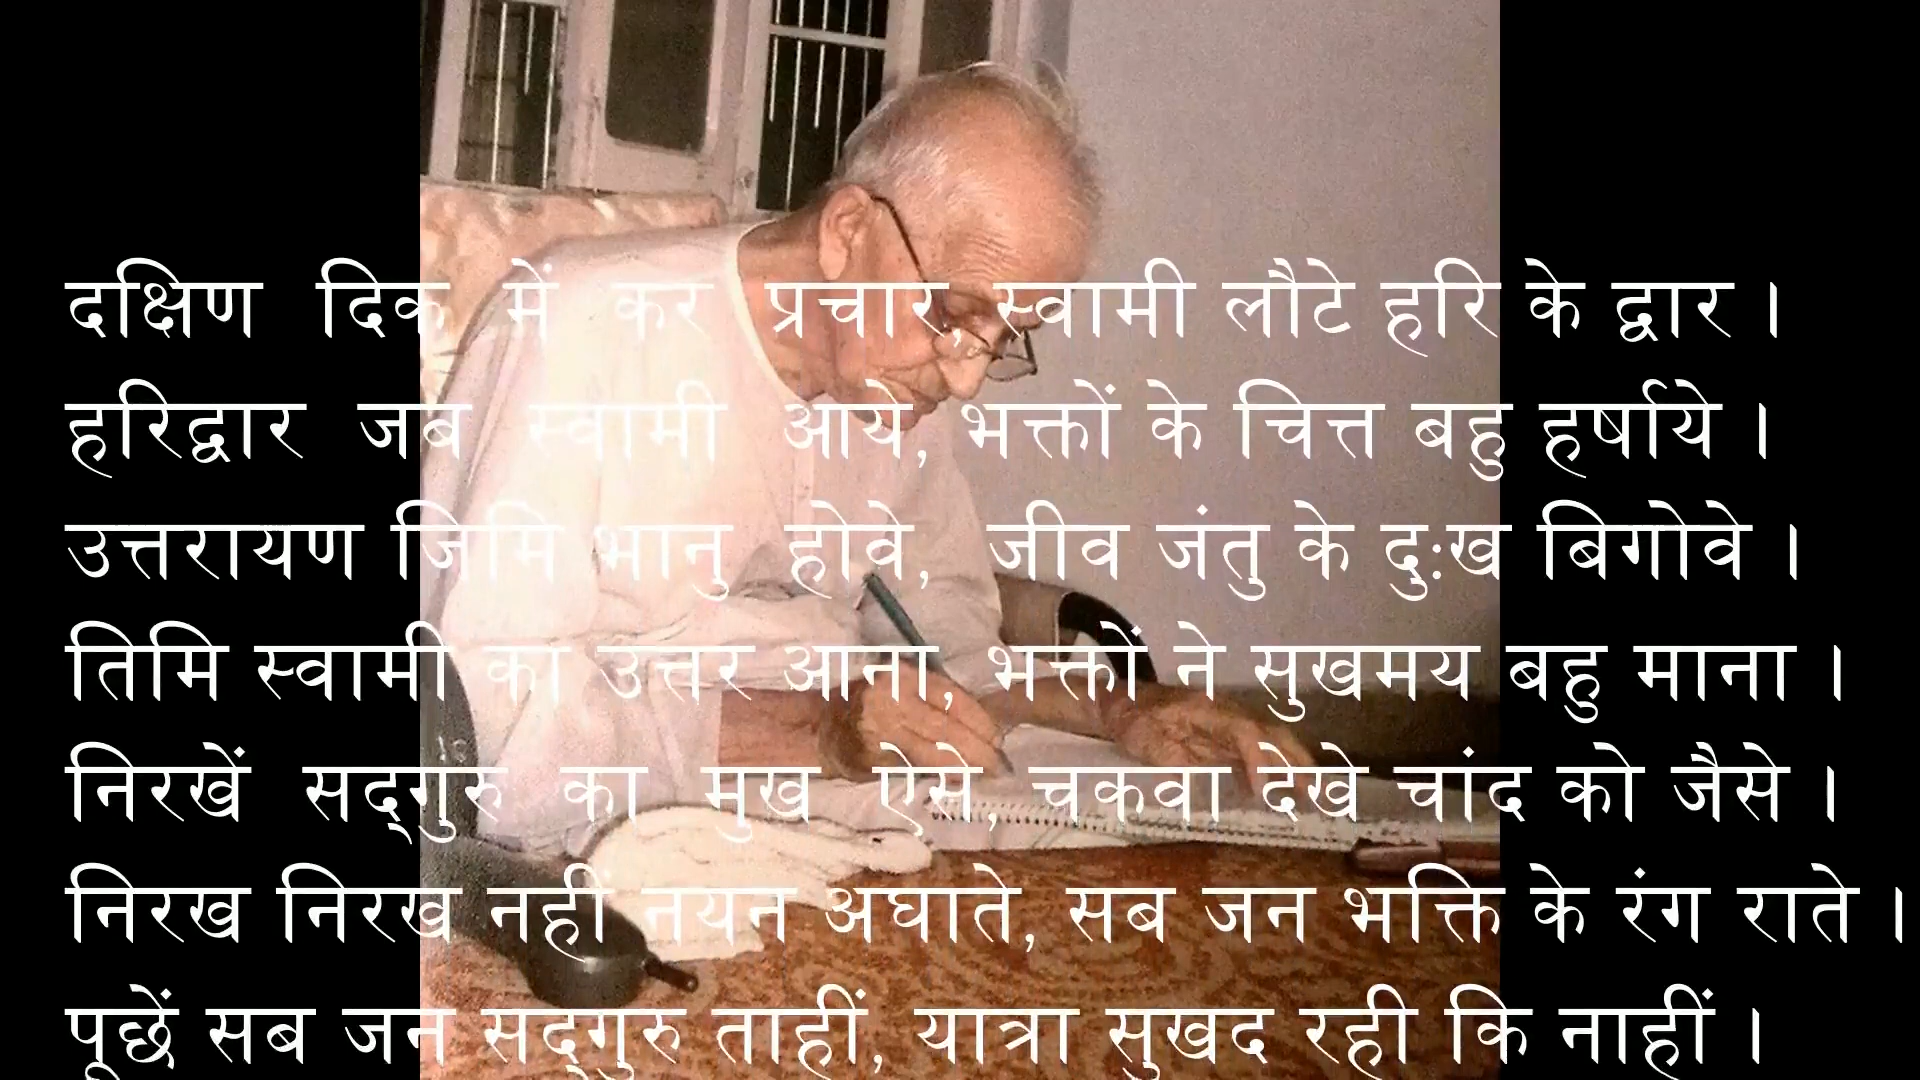 दक्षिण दिक में कर प्रचार, स्वामी लौटे हरि के द्वार ।
हरिद्वार जब स्वामी आये, भक्तों के चित्त बहु हर्षाये ।
उत्तरायण जिमि भानु होवे, जीव जंतु के दुःख बिगोवे ।
तिमि स्वामी का उत्तर आना, भक्तों ने सुखमय बहु माना ।
निरखें सद्‌गुरु का मुख ऐसे, चकवा देखे चांद को जैसे ।
निरख निरख नहीं नयन अघाते, सब जन भक्ति के रंग राते ।
पूछें सब जन सद्‌गुरु ताहीं, यात्रा सुखद रही कि नाहीं ।